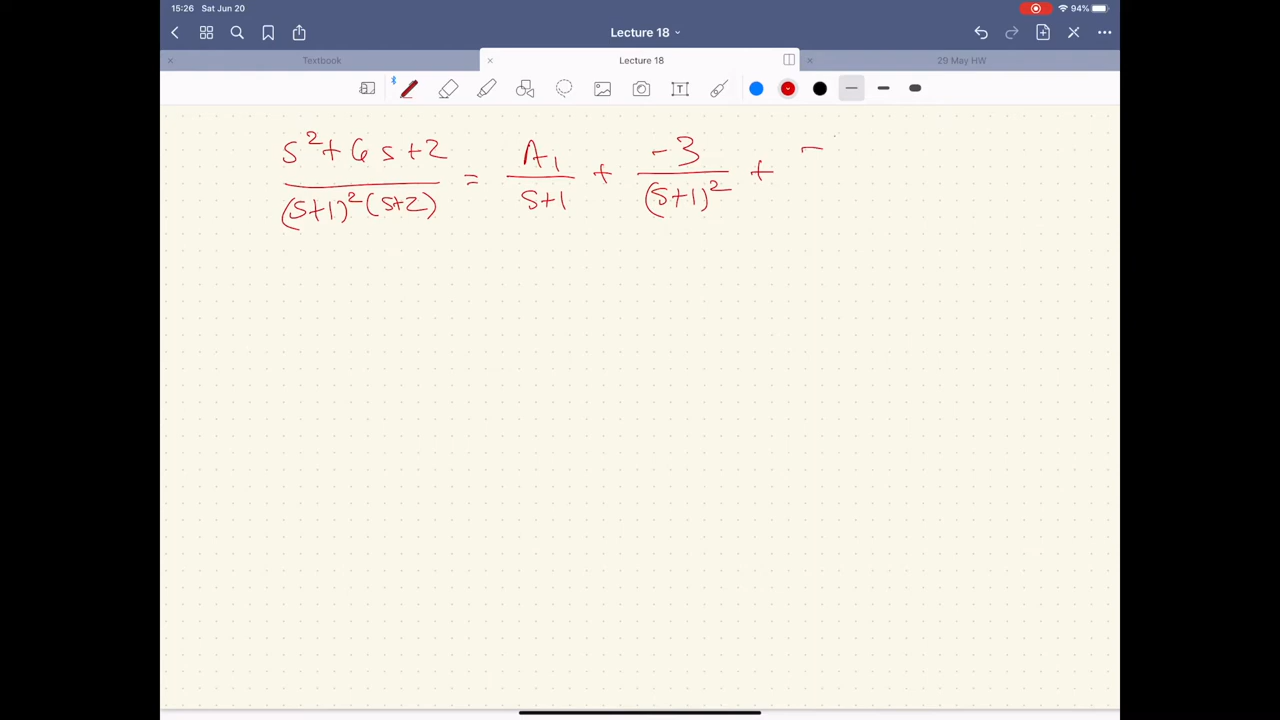 15:26 Sat Jun 20 94%
Lecture 18
Textbook Lecture 18 29 May HW
s²+6s+2 / (s+1)²(s+2) = A₁ / s+1 + -3 / (s+1)² + -